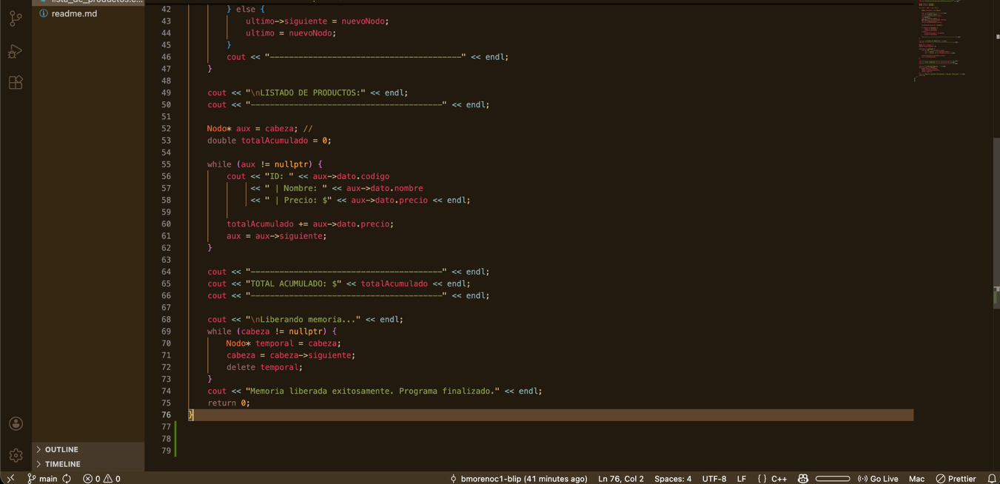 lista_de_productos.c...
readme.md
42 } else {
43 ultimo->siguiente = nuevoNodo;
44 ultimo = nuevoNodo;
45 }
46 cout << "----------------------------------------" << endl;
47 }
48
49 cout << "\nLISTADO DE PRODUCTOS:" << endl;
50 cout << "----------------------------------------" << endl;
51
52 Nodo* aux = cabeza; //
53 double totalAcumulado = 0;
54
55 while (aux != nullptr) {
56 cout << "ID: " << aux->dato.codigo
57 << " | Nombre: " << aux->dato.nombre
58 << " | Precio: $" << aux->dato.precio << endl;
59
60 totalAcumulado += aux->dato.precio;
61 aux = aux->siguiente;
62 }
63
64 cout << "----------------------------------------" << endl;
65 cout << "TOTAL ACUMULADO: $" << totalAcumulado << endl;
66 cout << "----------------------------------------" << endl;
67
68 cout << "\nLiberando memoria..." << endl;
69 while (cabeza != nullptr) {
70 Nodo* temporal = cabeza;
71 cabeza = cabeza->siguiente;
72 delete temporal;
73 }
74 cout << "Memoria liberada exitosamente. Programa finalizado." << endl;
75 return 0;
76 }
77
78
79
OUTLINE
TIMELINE
main 0 0 bmorenoc1-blip (41 minutes ago) Ln 76, Col 2 Spaces: 4 UTF-8 LF { } C++ Go Live Mac Prettier